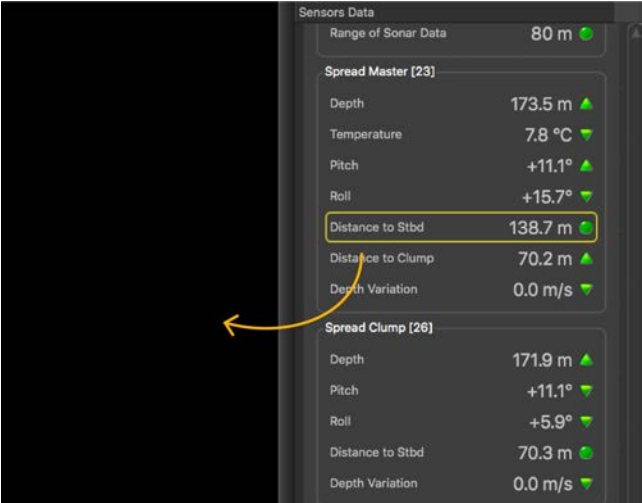 Sensors Data
Range of Sonar Data 80 m
Spread Master [23]
Depth 173.5 m
Temperature 7.8 °C
Pitch +11.1°
Roll +15.7°
Distance to Stbd 138.7 m
Distance to Clump 70.2 m
Depth Variation 0.0 m/s
Spread Clump [26]
Depth 171.9 m
Pitch +11.1°
Roll +5.9°
Distance to Stbd 70.3 m
Depth Variation 0.0 m/s